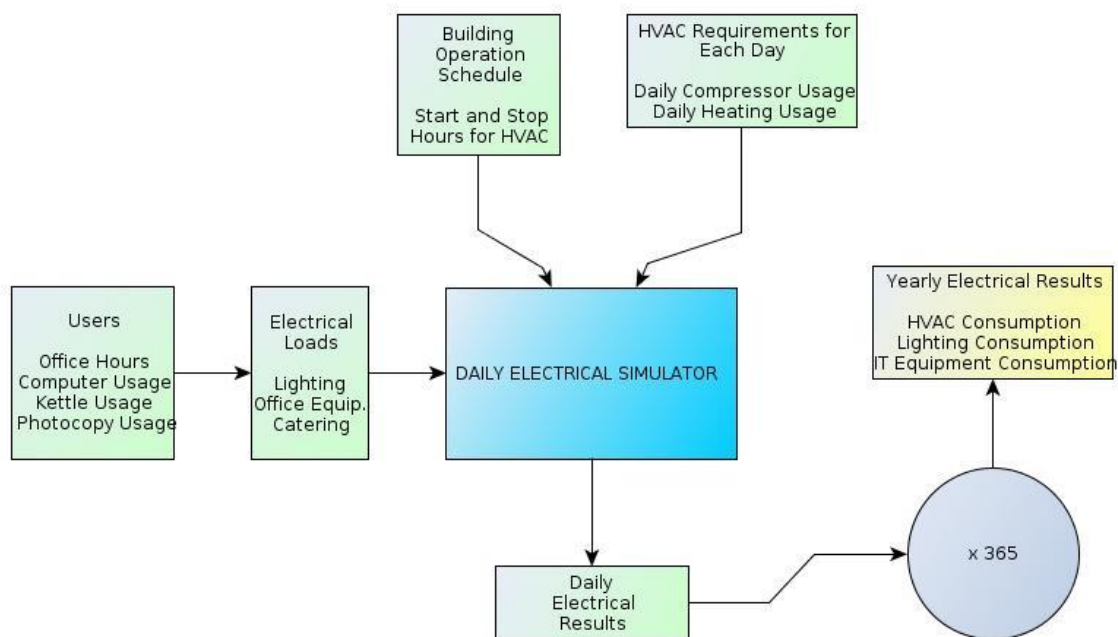 Building
Operation
Schedule
Start and Stop
Hours for HVAC
HVAC Requirements for
Each Day
Daily Compressor Usage
Daily Heating Usage
Users
Office Hours
Computer Usage
Kettle Usage
Photocopy Usage
Electrical
Loads
Lighting
Office Equip.
Catering
DAILY ELECTRICAL SIMULATOR
Yearly Electrical Results
HVAC Consumption
Lighting Consumption
IT Equipment Consumption
x 365
Daily
Electrical
Results